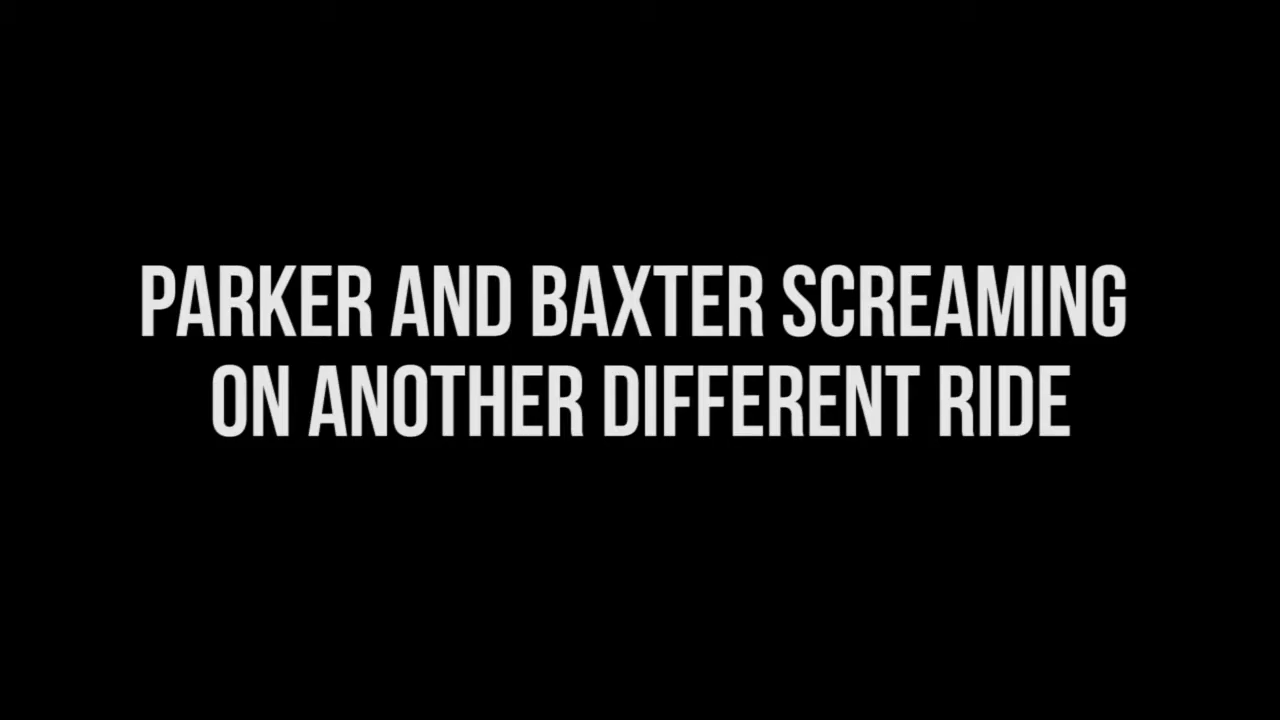 PARKER AND BAXTER SCREAMING
ON ANOTHER DIFFERENT RIDE